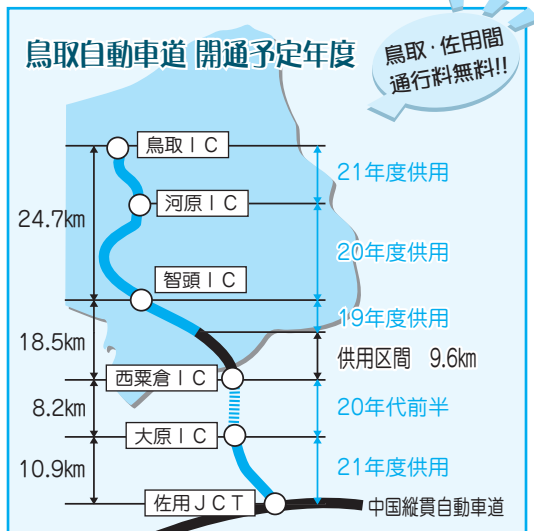 鳥取自動車道 開通予定年度
鳥取・佐用間
通行料無料!!
鳥取IC
21年度供用
河原IC
24.7km
20年度供用
智頭IC
19年度供用
18.5km
供用区間 9.6km
西粟倉IC
8.2km
20年代前半
大原IC
10.9km
21年度供用
佐用JCT
中国縦貫自動車道